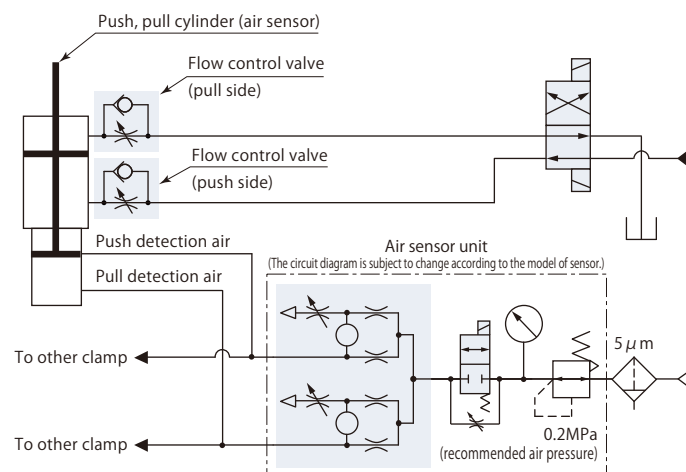 Push, pull cylinder (air sensor)
Flow control valve
(pull side)
Flow control valve
(push side)
Push detection air
Pull detection air
Air sensor unit
(The circuit diagram is subject to change according to the model of sensor.)
To other clamp
5μm
0.2MPa
(recommended air pressure)
To other clamp